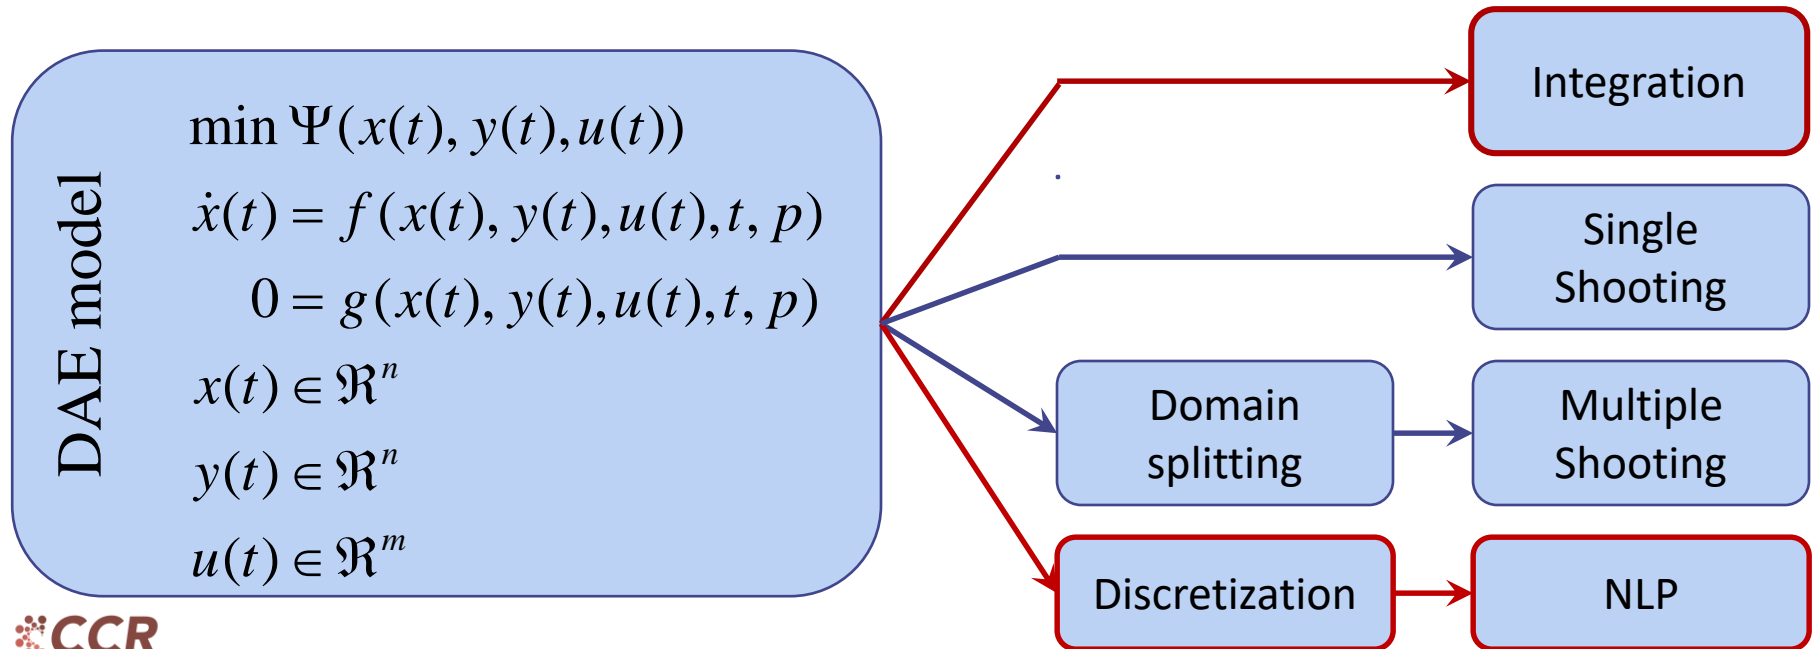 DAE model
min Ψ(x(t), y(t), u(t))
ẋ(t) = f(x(t), y(t), u(t), t, p)
0 = g(x(t), y(t), u(t), t, p)
x(t) ∈ ℜⁿ
y(t) ∈ ℜⁿ
u(t) ∈ ℜᵐ
Integration
Single
Shooting
Domain
splitting
Multiple
Shooting
Discretization
NLP
CCR